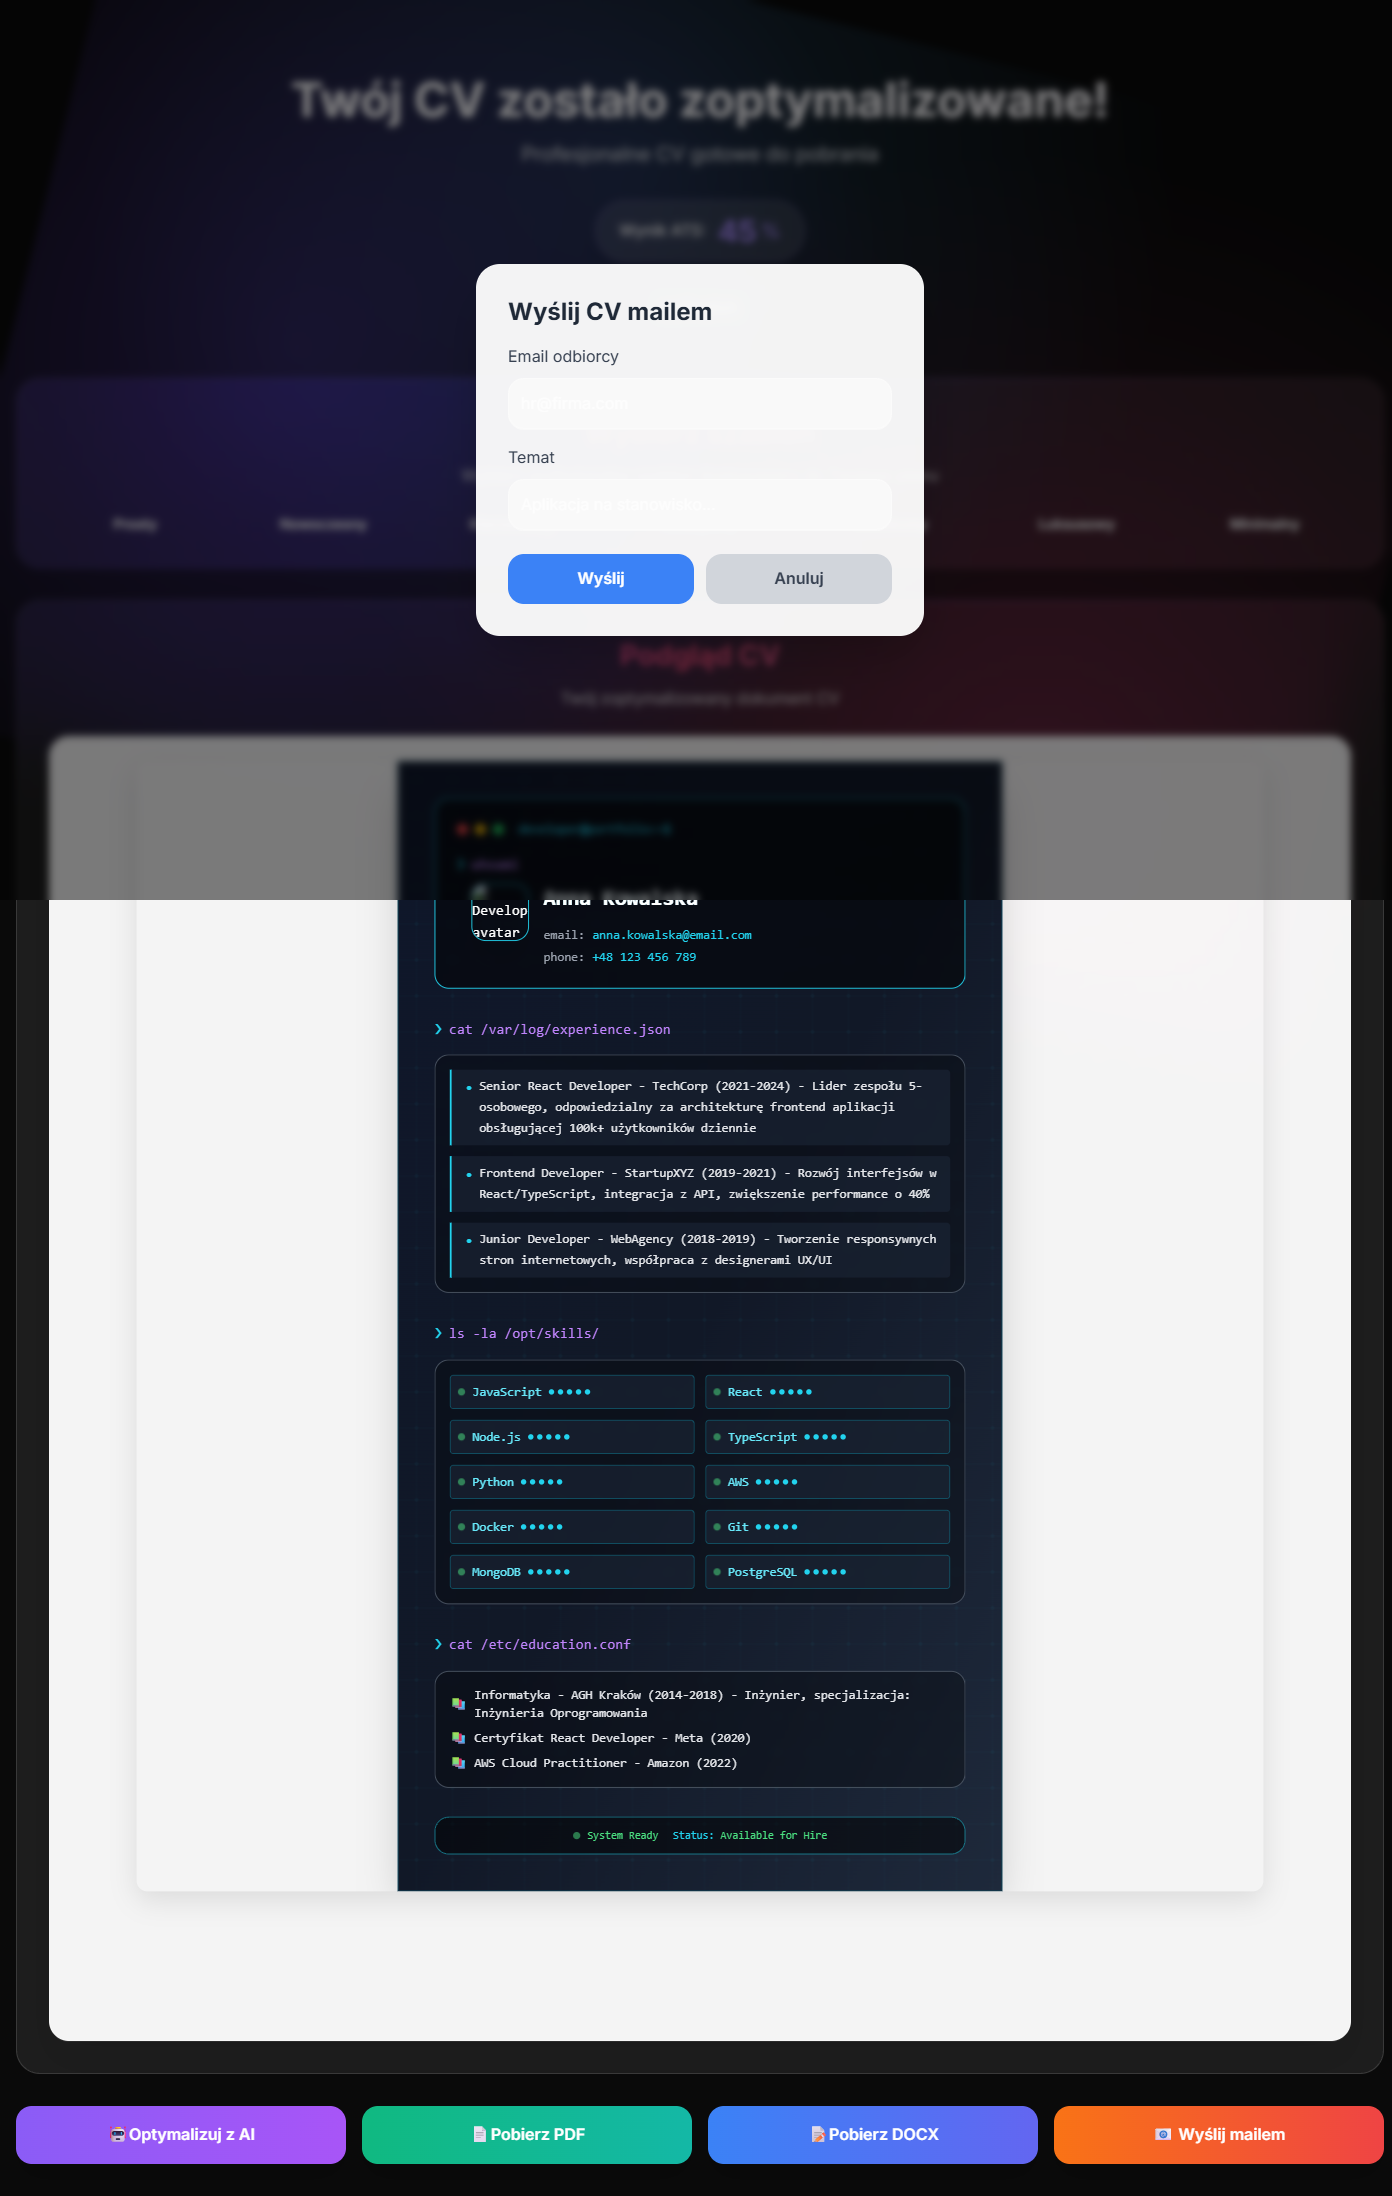 Twój CV zostało zoptymalizowane!
Profesjonalne CV gotowe do pobrania
Wynik ATS 45 %
Wyślij CV mailem
Email odbiorcy
hr@firma.com
Temat
Aplikacja na stanowisko...
Wyślij
Anuluj
Prosty
Nowoczesny
Luksusowy
Minimalny
Podgląd CV
Twój zoptymalizowany dokument CV
Anna Kowalska
Develop
avatar
email: anna.kowalska@email.com
phone: +48 123 456 789
❯ cat /var/log/experience.json
• Senior React Developer - TechCorp (2021-2024) - Lider zespołu 5-
osobowego, odpowiedzialny za architekturę frontend aplikacji
obsługującej 100k+ użytkowników dziennie
• Frontend Developer - StartupXYZ (2019-2021) - Rozwój interfejsów w
React/TypeScript, integracja z API, zwiększenie performance o 40%
• Junior Developer - WebAgency (2018-2019) - Tworzenie responsywnych
stron internetowych, współpraca z designerami UX/UI
❯ ls -la /opt/skills/
JavaScript ●●●●●
React ●●●●●
Node.js ●●●●●
TypeScript ●●●●●
Python ●●●●●
AWS ●●●●●
Docker ●●●●●
Git ●●●●●
MongoDB ●●●●●
PostgreSQL ●●●●●
❯ cat /etc/education.conf
Informatyka - AGH Kraków (2014-2018) - Inżynier, specjalizacja:
Inżynieria Oprogramowania
Certyfikat React Developer - Meta (2020)
AWS Cloud Practitioner - Amazon (2022)
System Ready Status: Available for Hire
Optymalizuj z AI
Pobierz PDF
Pobierz DOCX
Wyślij mailem